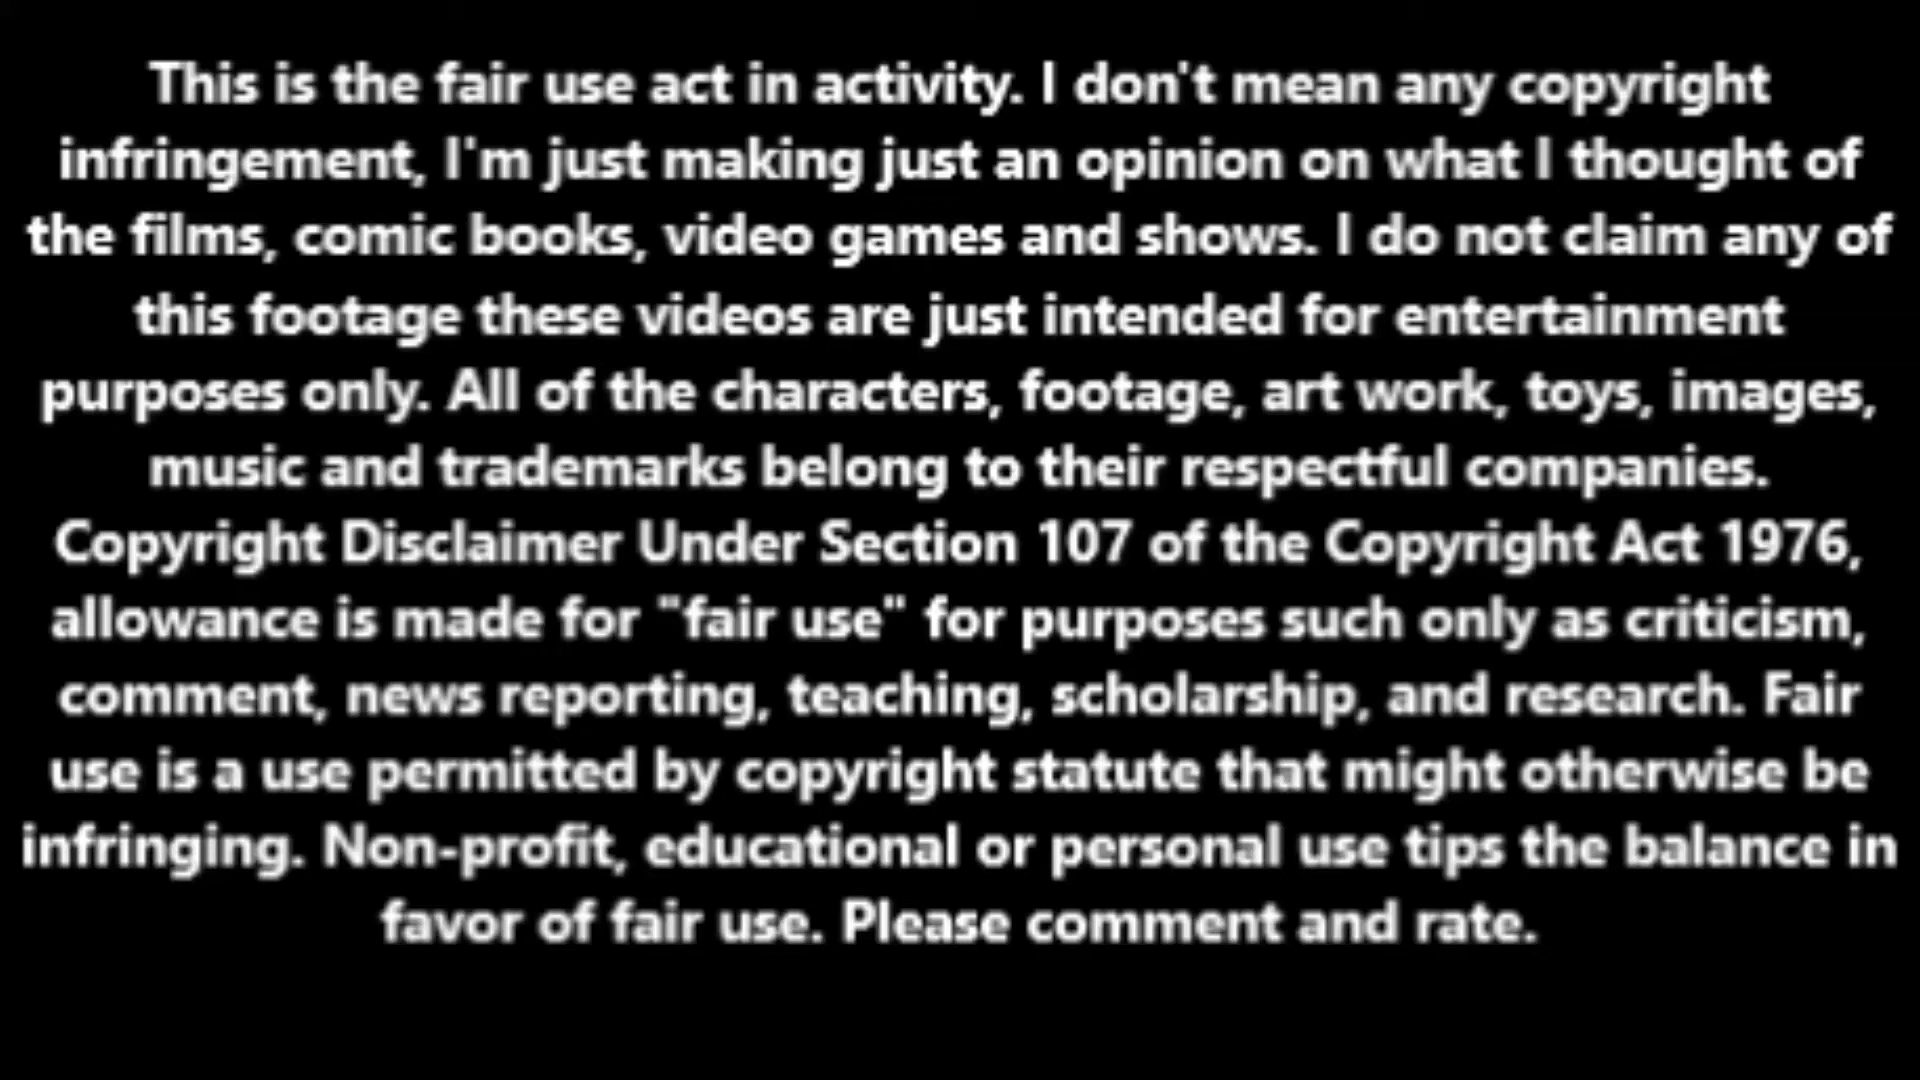 This is the fair use act in activity. I don't mean any copyright
infringement, I'm just making just an opinion on what I thought of
the films, comic books, video games and shows. I do not claim any of
this footage these videos are just intended for entertainment
purposes only. All of the characters, footage, art work, toys, images,
music and trademarks belong to their respectful companies.
Copyright Disclaimer Under Section 107 of the Copyright Act 1976,
allowance is made for "fair use" for purposes such only as criticism,
comment, news reporting, teaching, scholarship, and research. Fair
use is a use permitted by copyright statute that might otherwise be
infringing. Non-profit, educational or personal use tips the balance in
favor of fair use. Please comment and rate.